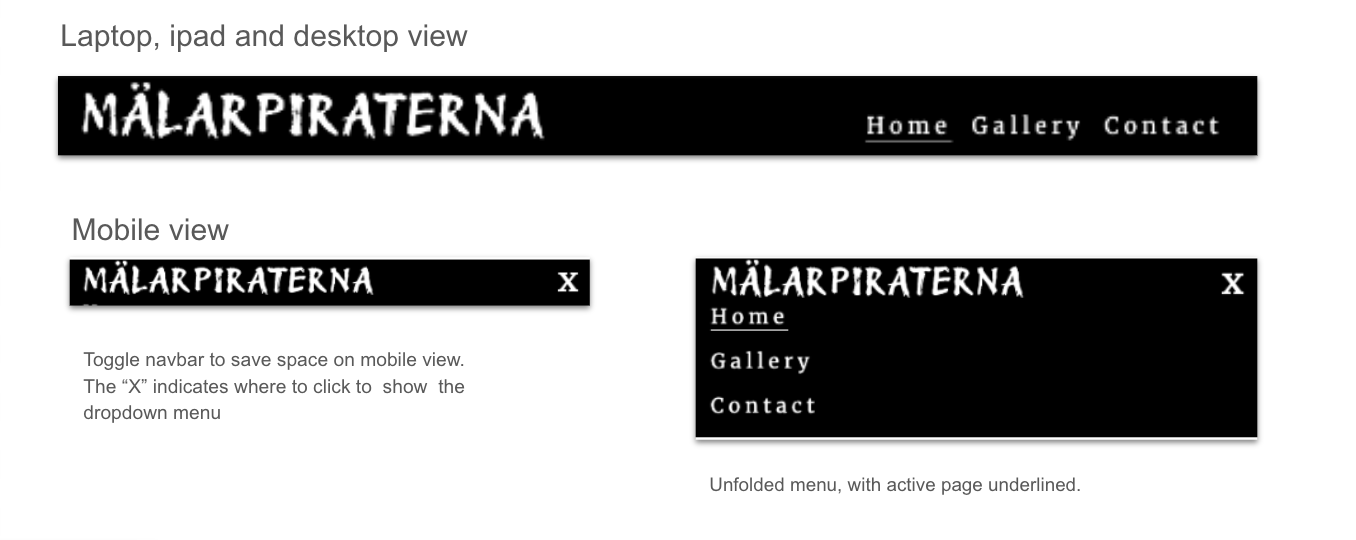 Laptop, ipad and desktop view
MÄLARPIRATERNA
Home Gallery Contact
Mobile view
MÄLARPIRATERNA X
Toggle navbar to save space on mobile view.
The “X” indicates where to click to show the
dropdown menu
MÄLARPIRATERNA X
Home
Gallery
Contact
Unfolded menu, with active page underlined.